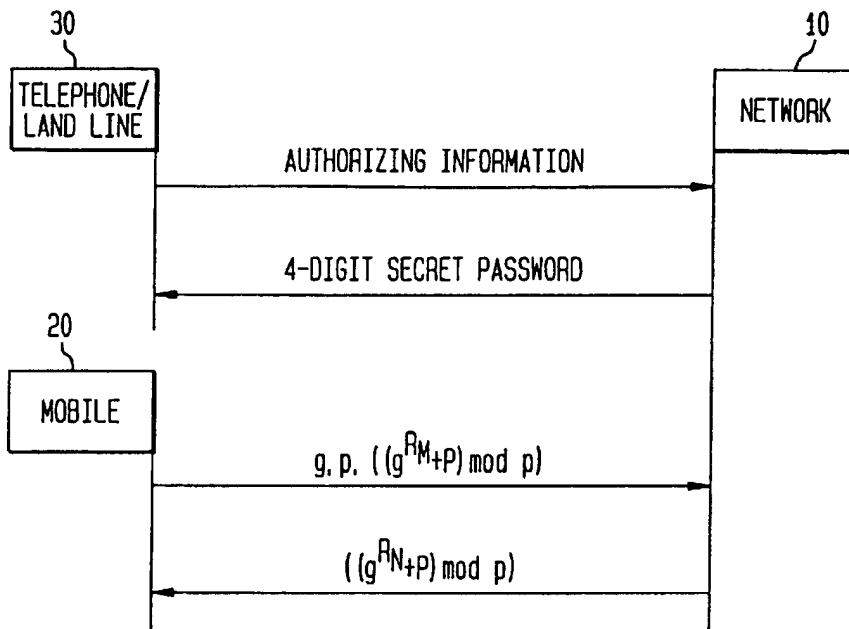 30
10
TELEPHONE/
LAND LINE
NETWORK
AUTHORIZING INFORMATION
4-DIGIT SECRET PASSWORD
20
MOBILE
g, p, ((g^RM+P) mod p)
((g^RN+P) mod p)